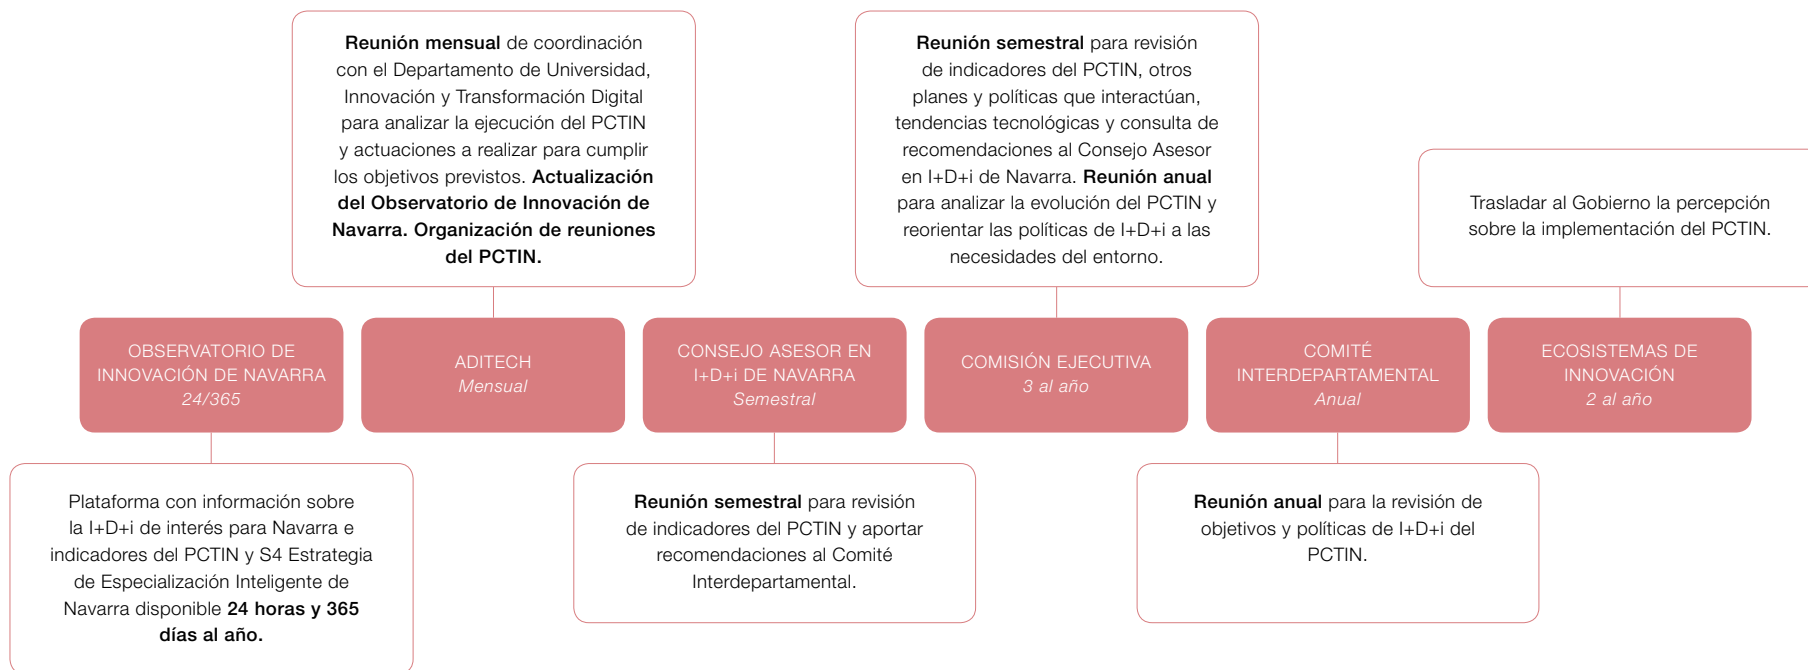 Reunión mensual de coordinación
con el Departamento de Universidad,
Innovación y Transformación Digital
para analizar la ejecución del PCTIN
y actuaciones a realizar para cumplir
los objetivos previstos. Actualización
del Observatorio de Innovación de
Navarra. Organización de reuniones
del PCTIN.
Reunión semestral para revisión
de indicadores del PCTIN, otros
planes y políticas que interactúan,
tendencias tecnológicas y consulta de
recomendaciones al Consejo Asesor
en I+D+i de Navarra. Reunión anual
para analizar la evolución del PCTIN y
reorientar las políticas de I+D+i a las
necesidades del entorno.
Trasladar al Gobierno la percepción
sobre la implementación del PCTIN.
OBSERVATORIO DE
INNOVACIÓN DE NAVARRA
24/365
ADITECH
Mensual
CONSEJO ASESOR EN
I+D+i DE NAVARRA
Semestral
COMISIÓN EJECUTIVA
3 al año
COMITÉ
INTERDEPARTAMENTAL
Anual
ECOSISTEMAS DE
INNOVACIÓN
2 al año
Plataforma con información sobre
la I+D+i de interés para Navarra e
indicadores del PCTIN y S4 Estrategia
de Especialización Inteligente de
Navarra disponible 24 horas y 365
días al año.
Reunión semestral para revisión
de indicadores del PCTIN y aportar
recomendaciones al Comité
Interdepartamental.
Reunión anual para la revisión de
objetivos y políticas de I+D+i del
PCTIN.